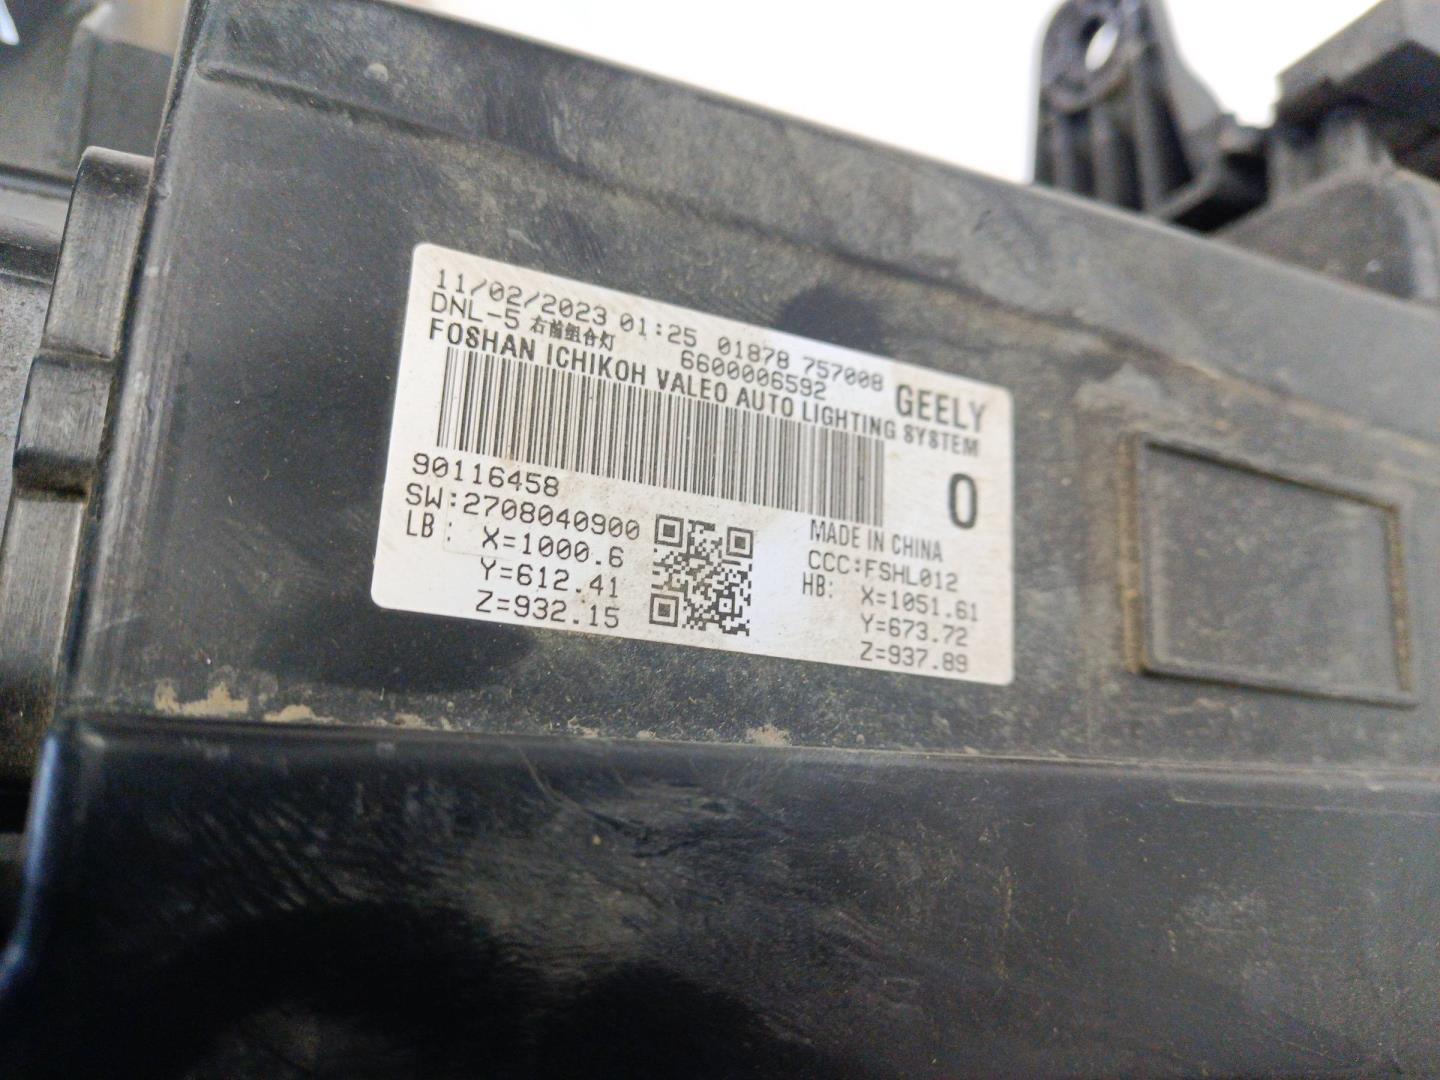 11/02/2023 01:25 01878 757008
DNL-5 右前组合灯 6600006592
GEELY
FOSHAN ICHIKOH VALEO AUTO LIGHTING SYSTEM
90116458
0
SW:2708040900
MADE IN CHINA
CCC:FSHL012
LB: X=1000.6
Y=612.41
Z=932.15
HB: X=1051.61
Y=673.72
Z=937.89